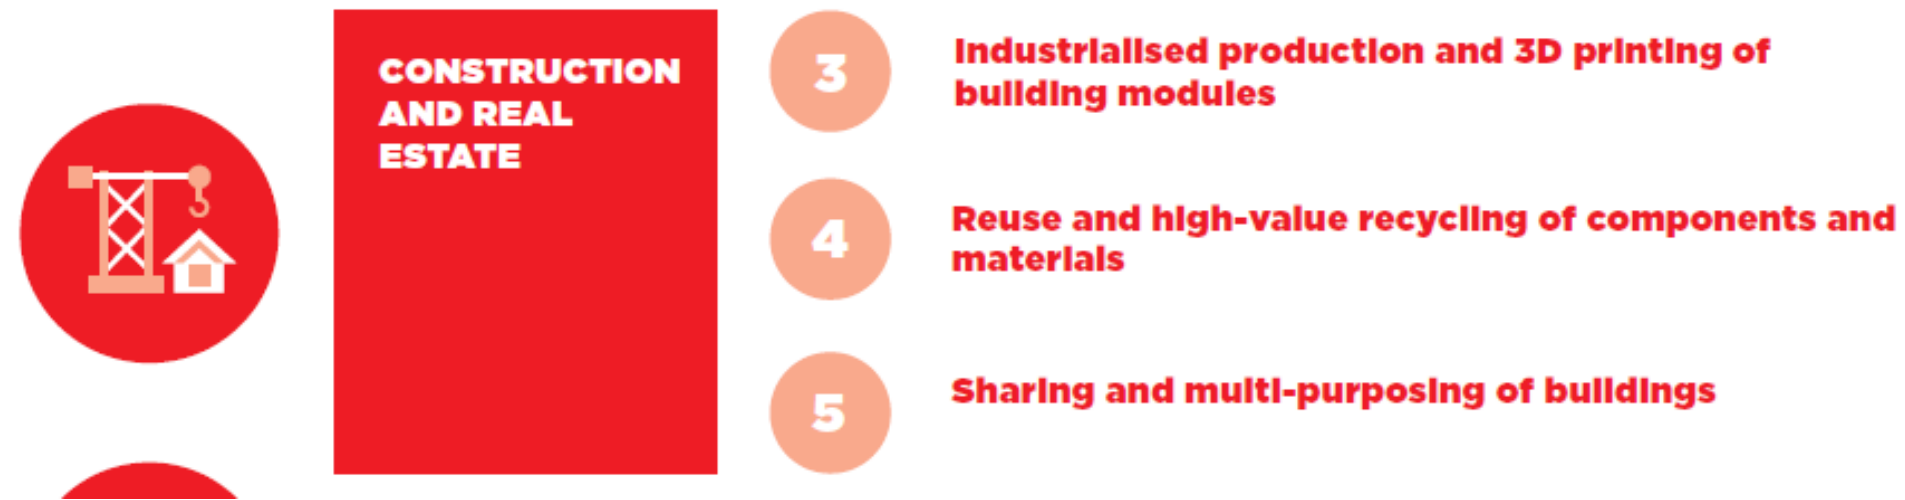 CONSTRUCTION
AND REAL
ESTATE
3
Industrialised production and 3D printing of
building modules
4
Reuse and high-value recycling of components and
materials
5
Sharing and multi-purposing of buildings